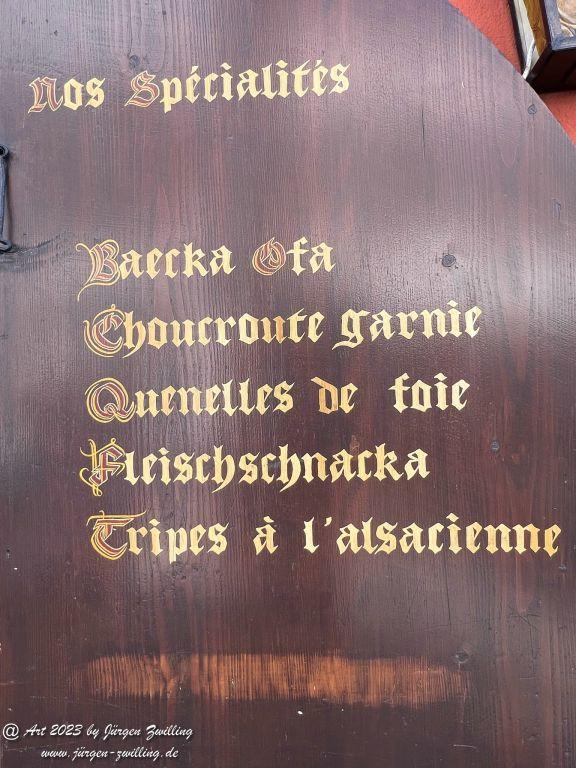 Nos Spécialités
Baecka Ofa
Choucroute garnie
Quenelles de foie
Fleischschnacka
Tripes à l'alsacienne
@ Art 2023 by Jürgen Zwilling
www.jürgen-zwilling.de